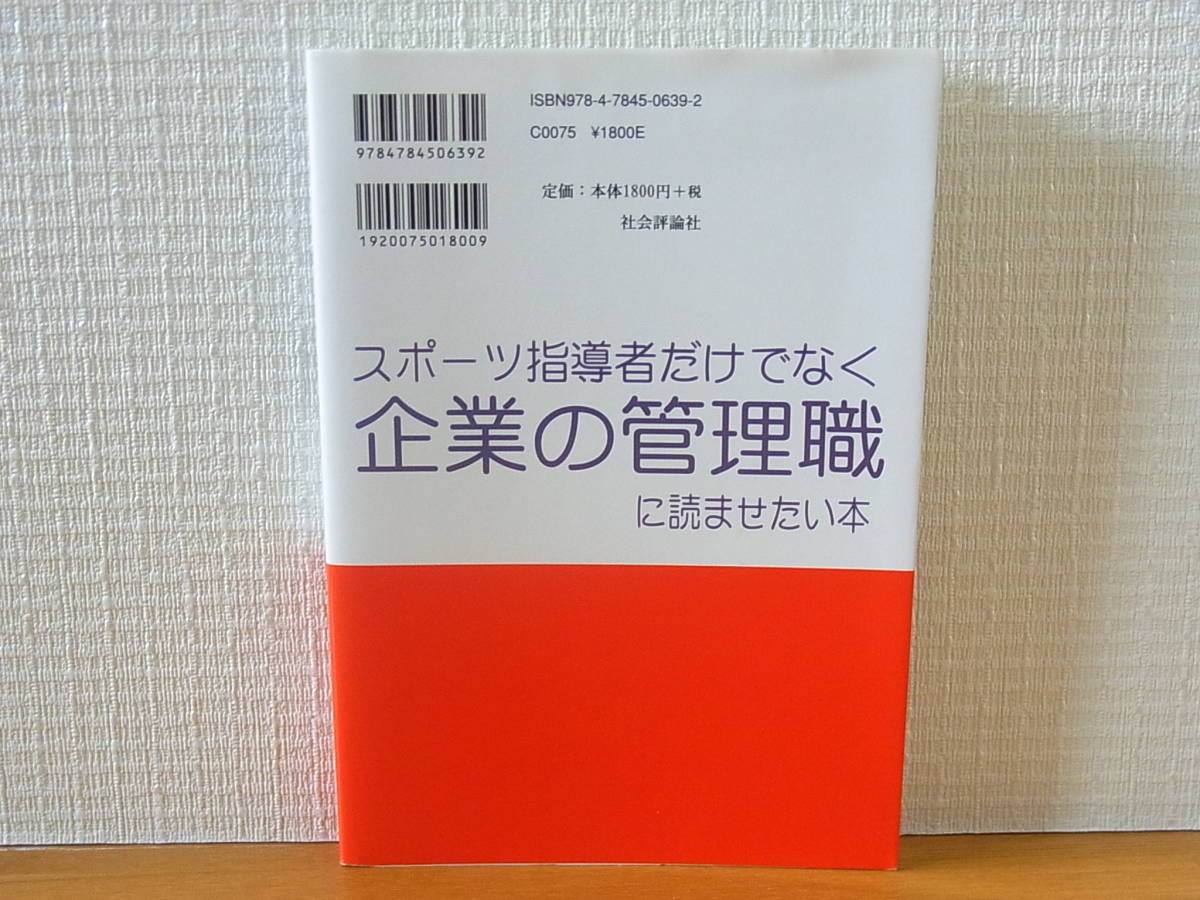 ISBN978-4-7845-0639-2
C0075 ¥1800E
9784784506392
定価：本体1800円＋税
社会評論社
1920075018009
スポーツ指導者だけでなく
企業の管理職
に読ませたい本